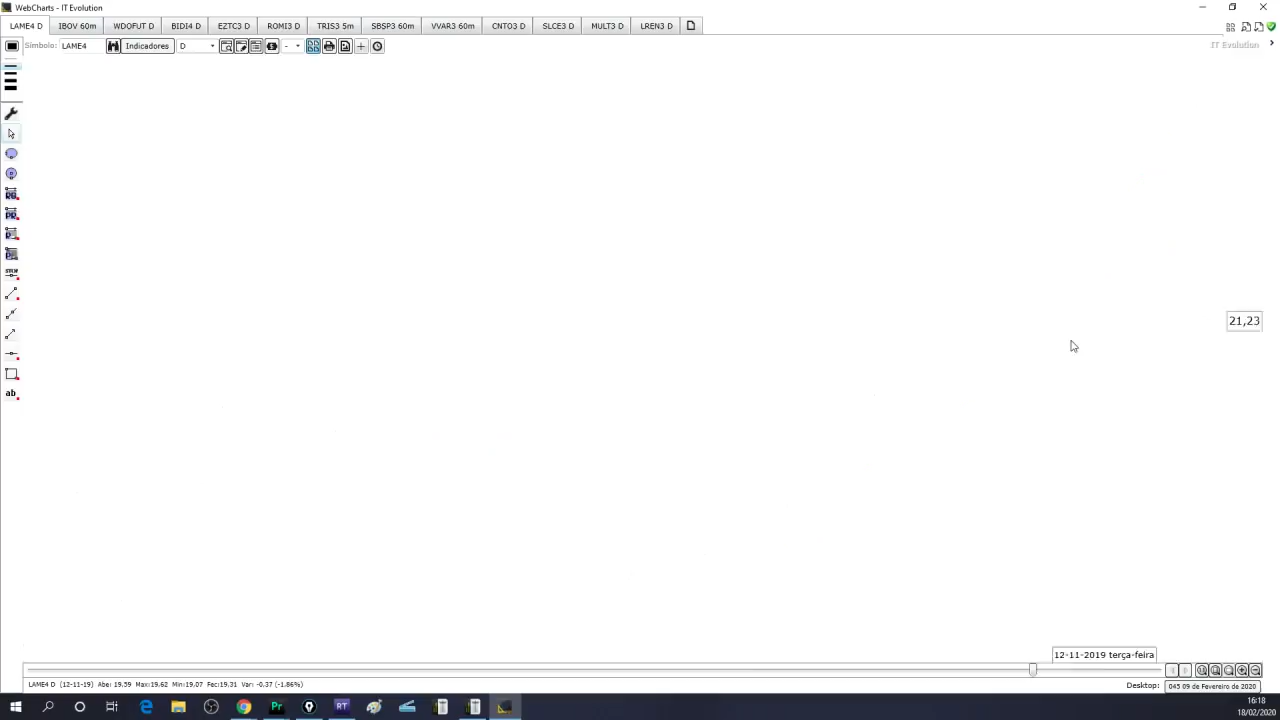 WebCharts - IT Evolution
LAME4 D IBOV 60m WDOFUT D BIDI4 D EZTC3 D ROMI3 D TRIS3 5m SBSP3 60m VVAR3 60m CNTO3 D SLCE3 D MULT3 D LREN3 D
Símbolo: LAME4 Indicadores D -
IT Evolution
21,23
ab
12-11-2019 terça-feira
LAME4 D (12-11-19) Abe: 19.59 Max:19.62 Min:19.07 Fec:19.31 Var: -0.37 (-1.86%)
Desktop: 045 09 de Fevereiro de 2020
16:18
18/02/2020